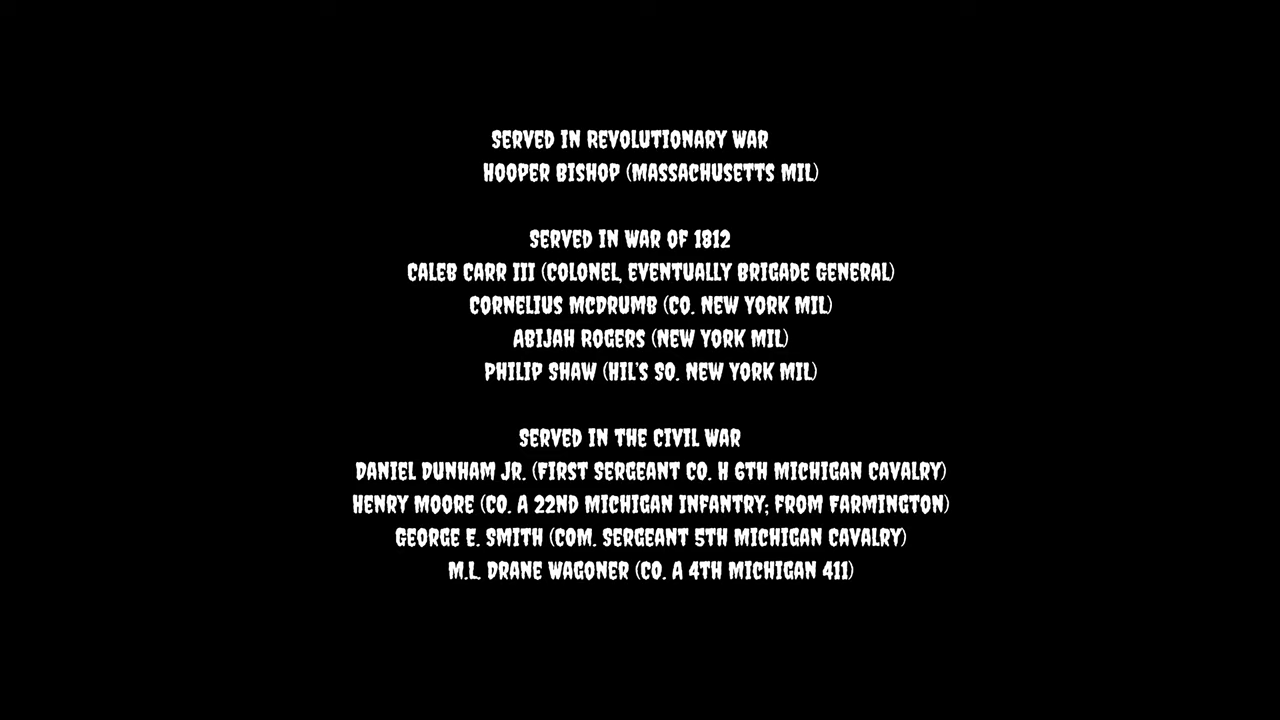 SERVED IN REVOLUTIONARY WAR
HOOPER BISHOP (MASSACHUSETTS MIL)
SERVED IN WAR OF 1812
CALEB CARR III (COLONEL, EVENTUALLY BRIGADE GENERAL)
CORNELIUS MCDRUMB (CO. NEW YORK MIL)
ABIJAH ROGERS (NEW YORK MIL)
PHILIP SHAW (HIL'S SO. NEW YORK MIL)
SERVED IN THE CIVIL WAR
DANIEL DUNHAM JR. (FIRST SERGEANT CO. H 6TH MICHIGAN CAVALRY)
HENRY MOORE (CO. A 22ND MICHIGAN INFANTRY; FROM FARMINGTON)
GEORGE E. SMITH (COM. SERGEANT 5TH MICHIGAN CAVALRY)
M.L. DRANE WAGONER (CO. A 4TH MICHIGAN 411)